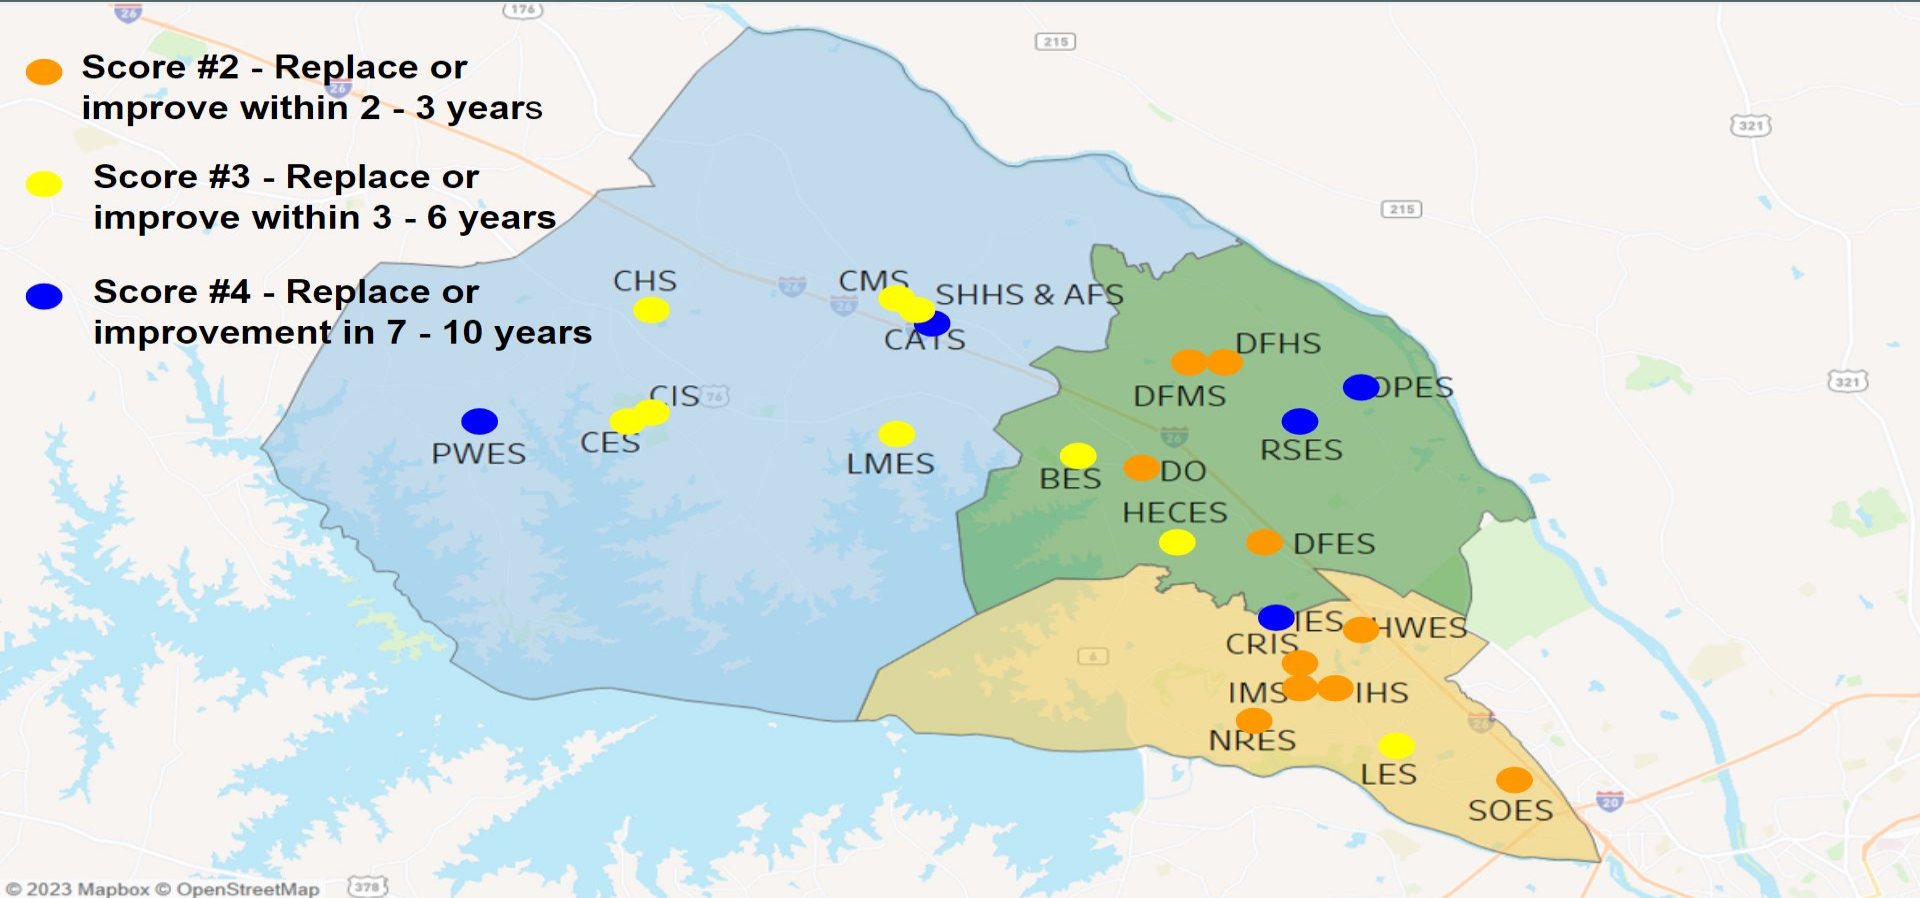 26
176
215
Score #2 - Replace or
improve within 2 - 3 years
26
321
Score #3 - Replace or
improve within 3 - 6 years
215
Score #4 - Replace or
improvement in 7 - 10 years
CHS
CMS
SHHS & AFS
26
26
CATS
DFHS
DFMS
OPES
321
CIS
76
PWES
CES
LMES
26
RSES
BES
DO
HECES
DFES
IES
HWES
CRIS
6
IMS
IHS
26
NRES
LES
SOES
20
© 2023 Mapbox © OpenStreetMap
378